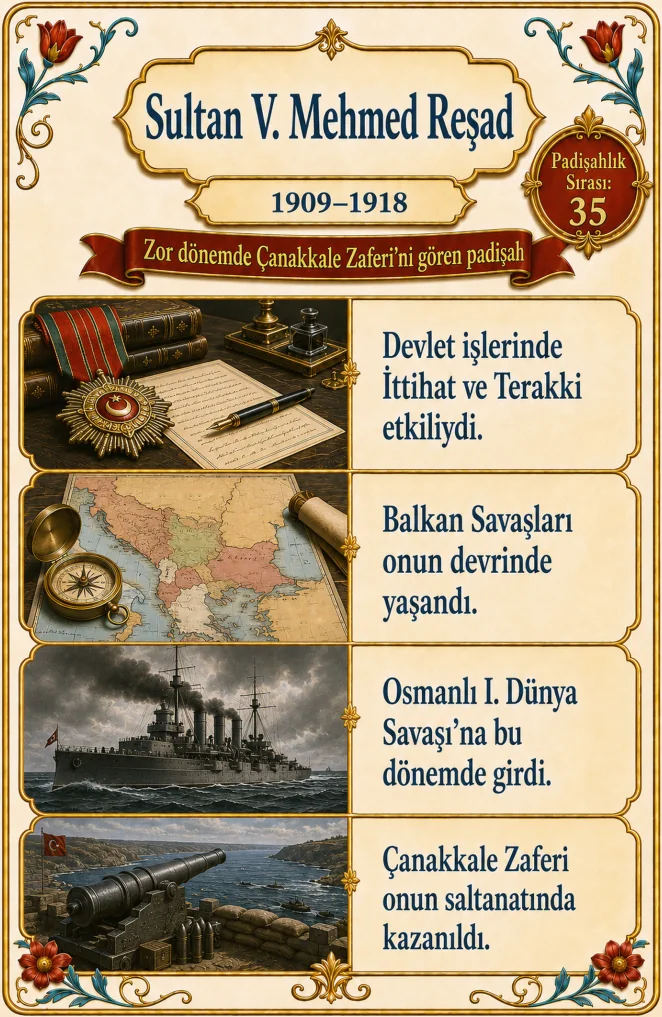 Sultan V. Mehmed Reşad
1909–1918
Padişahlık
Sırası:
35
Zor dönemde Çanakkale Zaferi'ni gören padişah
Devlet işlerinde
İttihat ve Terakki
etkiliydi.
Balkan Savaşları
onun devrinde
yaşandı.
Osmanlı I. Dünya
Savaşı'na bu
dönemde girdi.
Çanakkale Zaferi
onun saltanatında
kazanıldı.